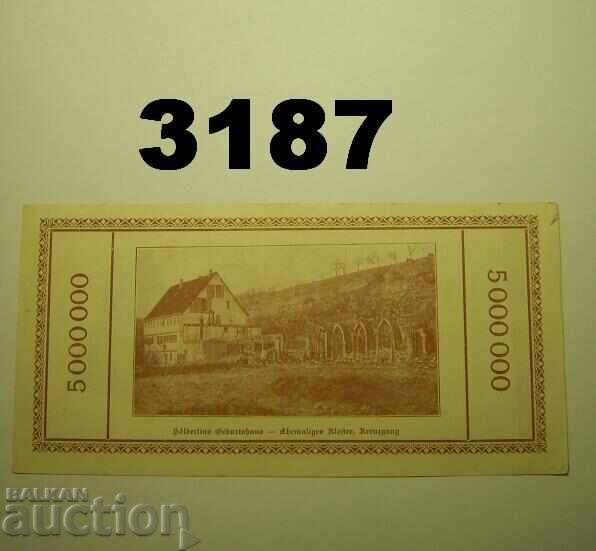 3187
5000000
5000000
Hölderlins Geburtshaus — Ehemaliges Kloster, Kreuzgang
BALKAN
auction